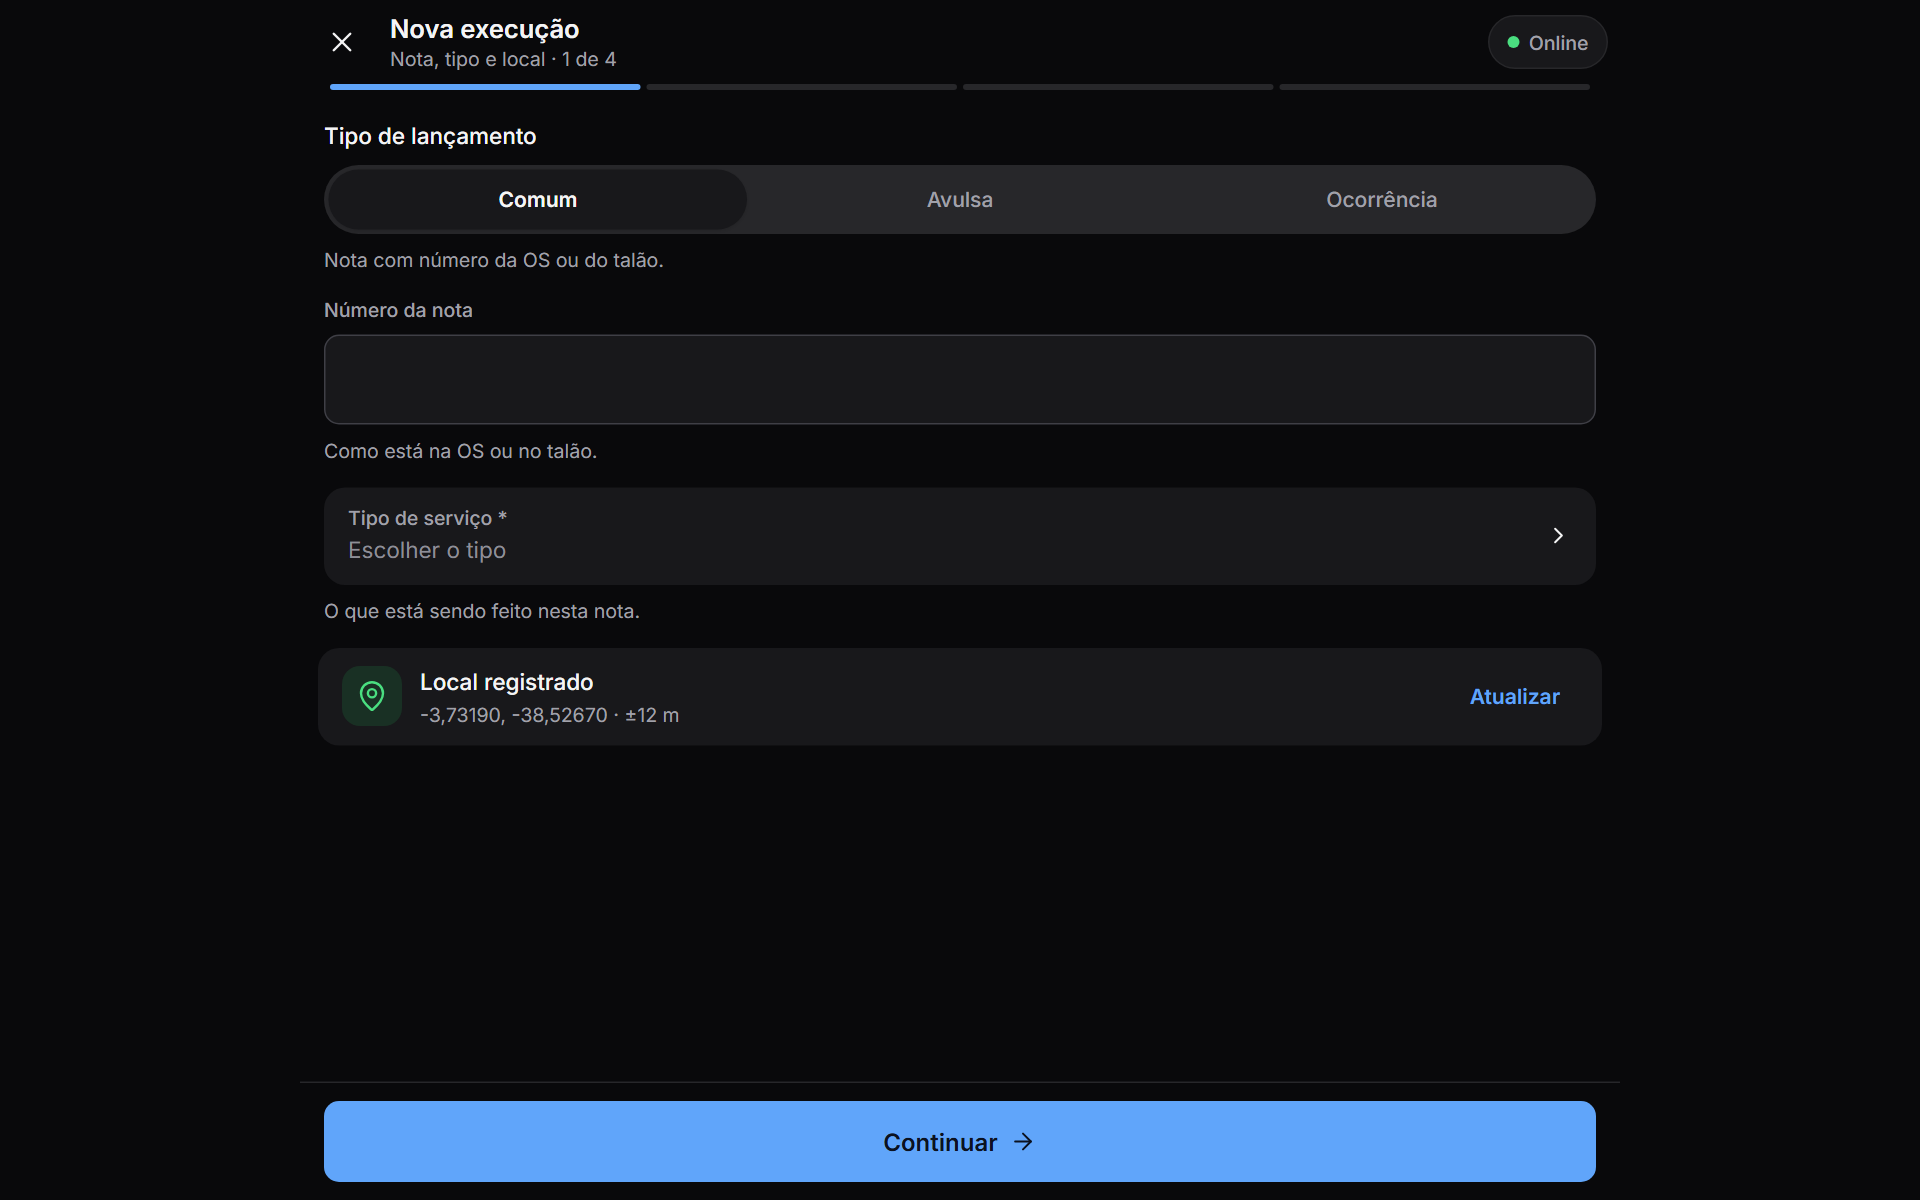 Nova execução
Nota, tipo e local · 1 de 4
Online
Tipo de lançamento
Comum
Avulsa
Ocorrência
Nota com número da OS ou do talão.
Número da nota
Como está na OS ou no talão.
Tipo de serviço *
Escolher o tipo
O que está sendo feito nesta nota.
Local registrado
-3,73190, -38,52670 · ±12 m
Atualizar
Continuar